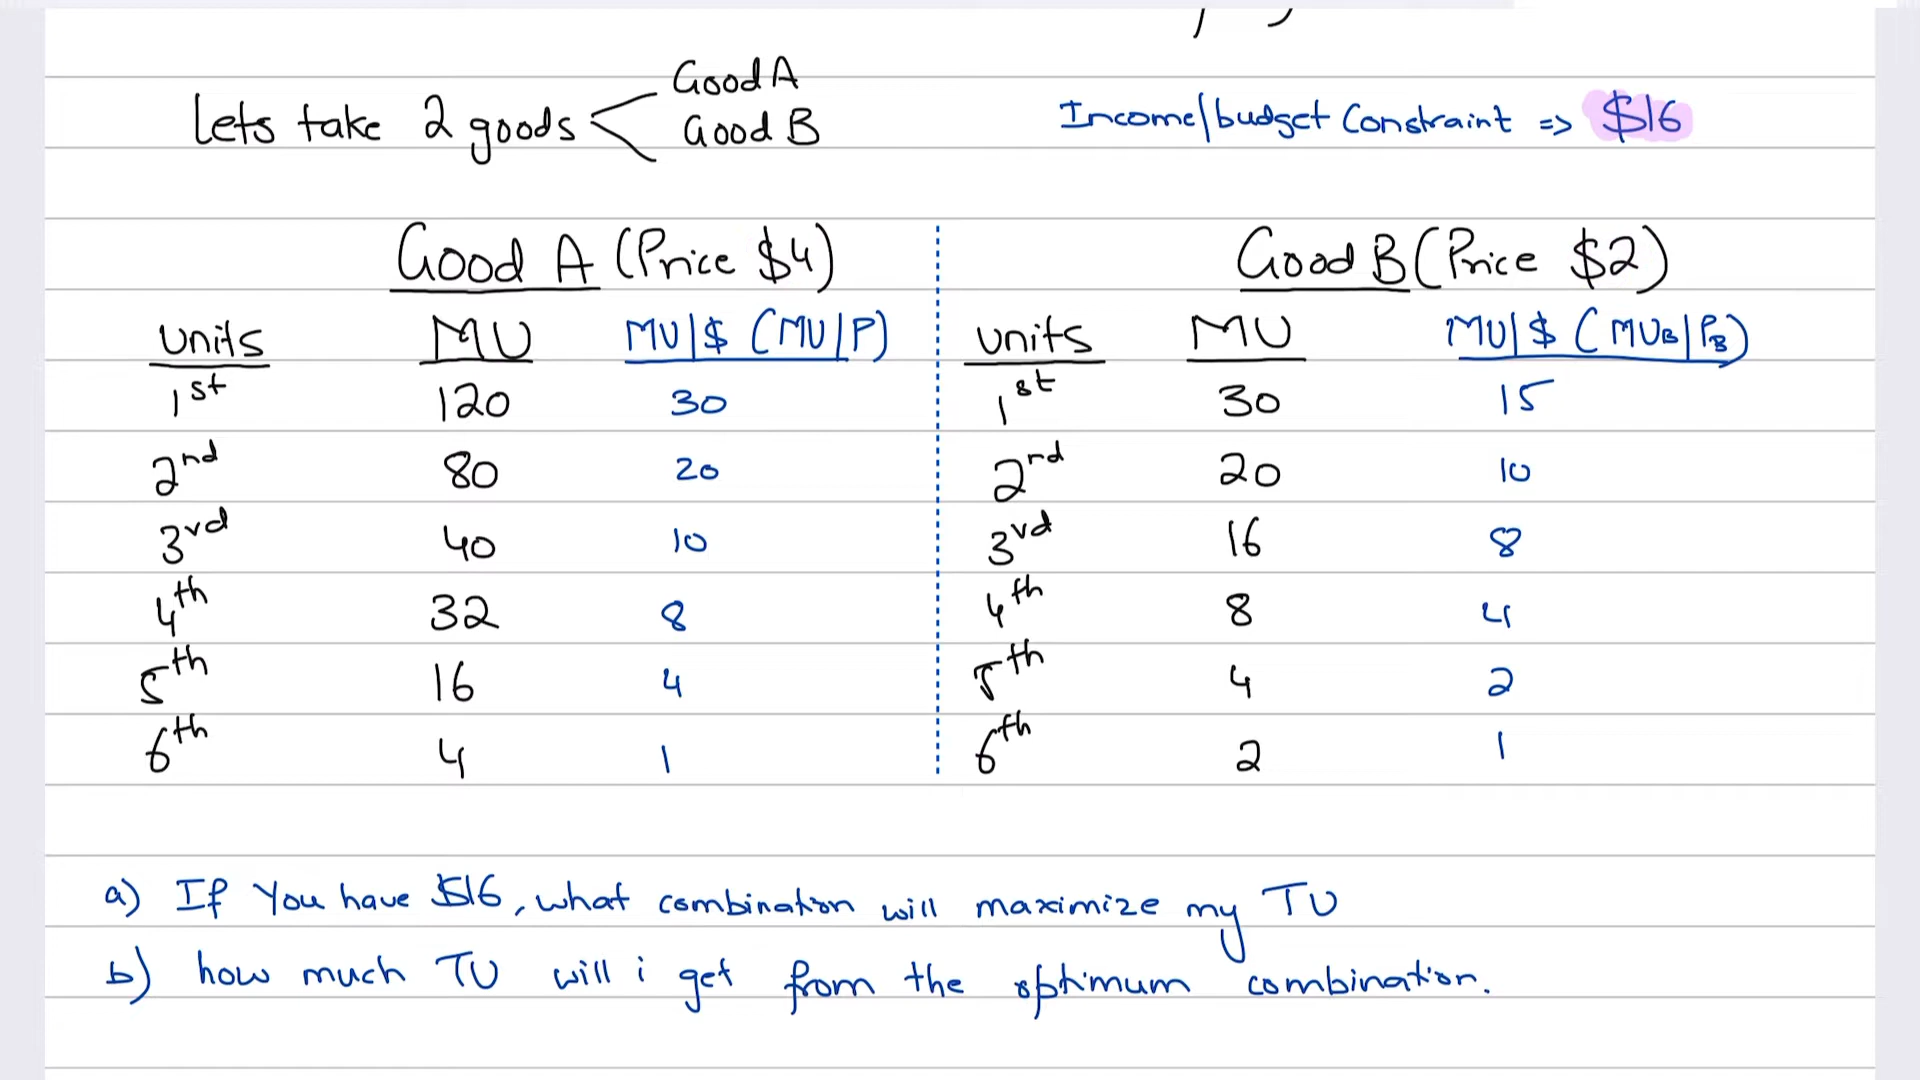 Lets take 2 goods < Good A
Good B
Income/budget Constraint => $16
Good A (Price $4)
Good B (Price $2)
units MU MU/$ (MU/P) units MU MU/$ (MUB/PB)
1st 120 30 1st 30 15
2nd 80 20 2nd 20 10
3rd 40 10 3rd 16 8
4th 32 8 4th 8 4
5th 16 4 5th 4 2
6th 4 1 6th 2 1
a) If You have $16, what combination will maximize my TU
b) how much TU will i get from the optimum combination.